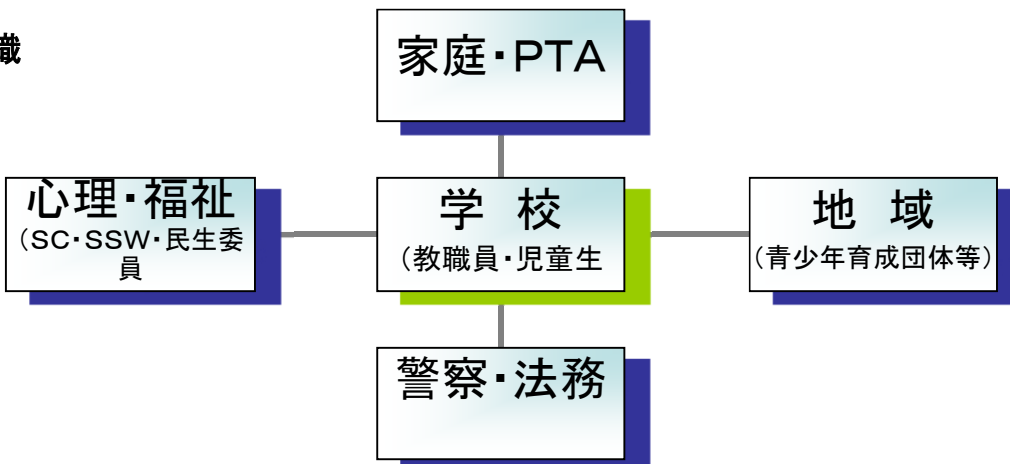 織
家庭・PTA
心理・福祉
（SC・SSW・民生委
員
学 校
（教職員・児童生
地 域
（青少年育成団体等）
警察・法務